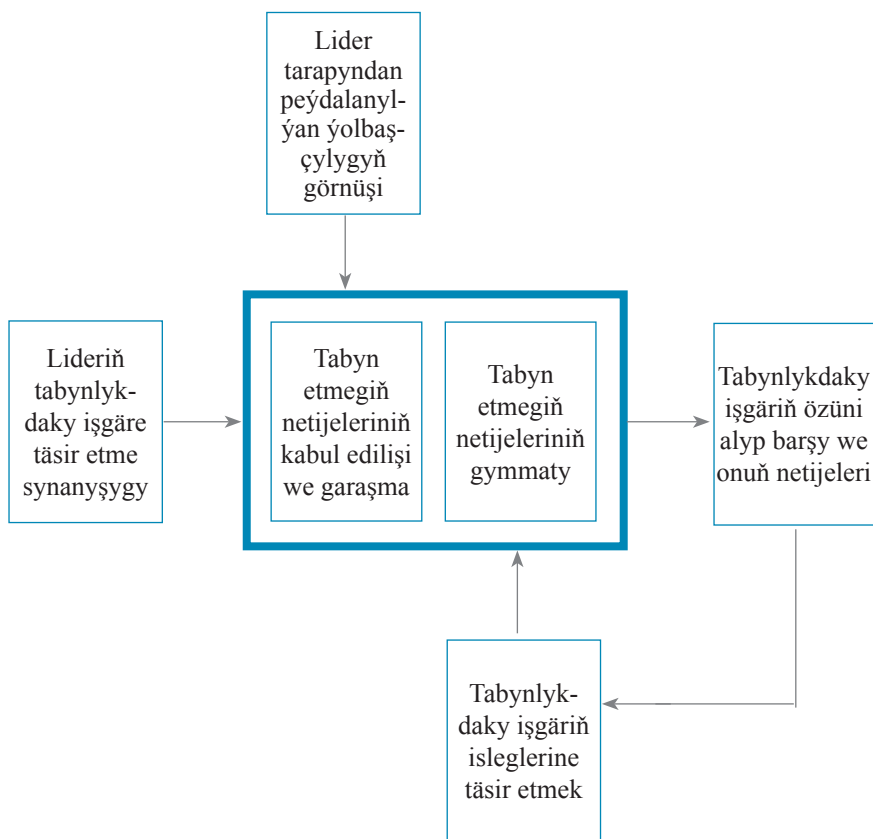 Lider
tarapyndan
peýdalanyl-
ýan ýolbaş-
çylygyň
görnüşi
Lideriň
tabynlyk-
daky işgäre
täsir etme
synanyşygy
Tabyn
etmegiň
netijeleriniň
kabul edilişi
we garaşma
Tabyn
etmegiň
netijeleriniň
gymmaty
Tabynlykdaky
işgäriň özüni
alyp barşy we
onuň netijeleri
Tabynlyk-
daky işgäriň
isleglerine
täsir etmek